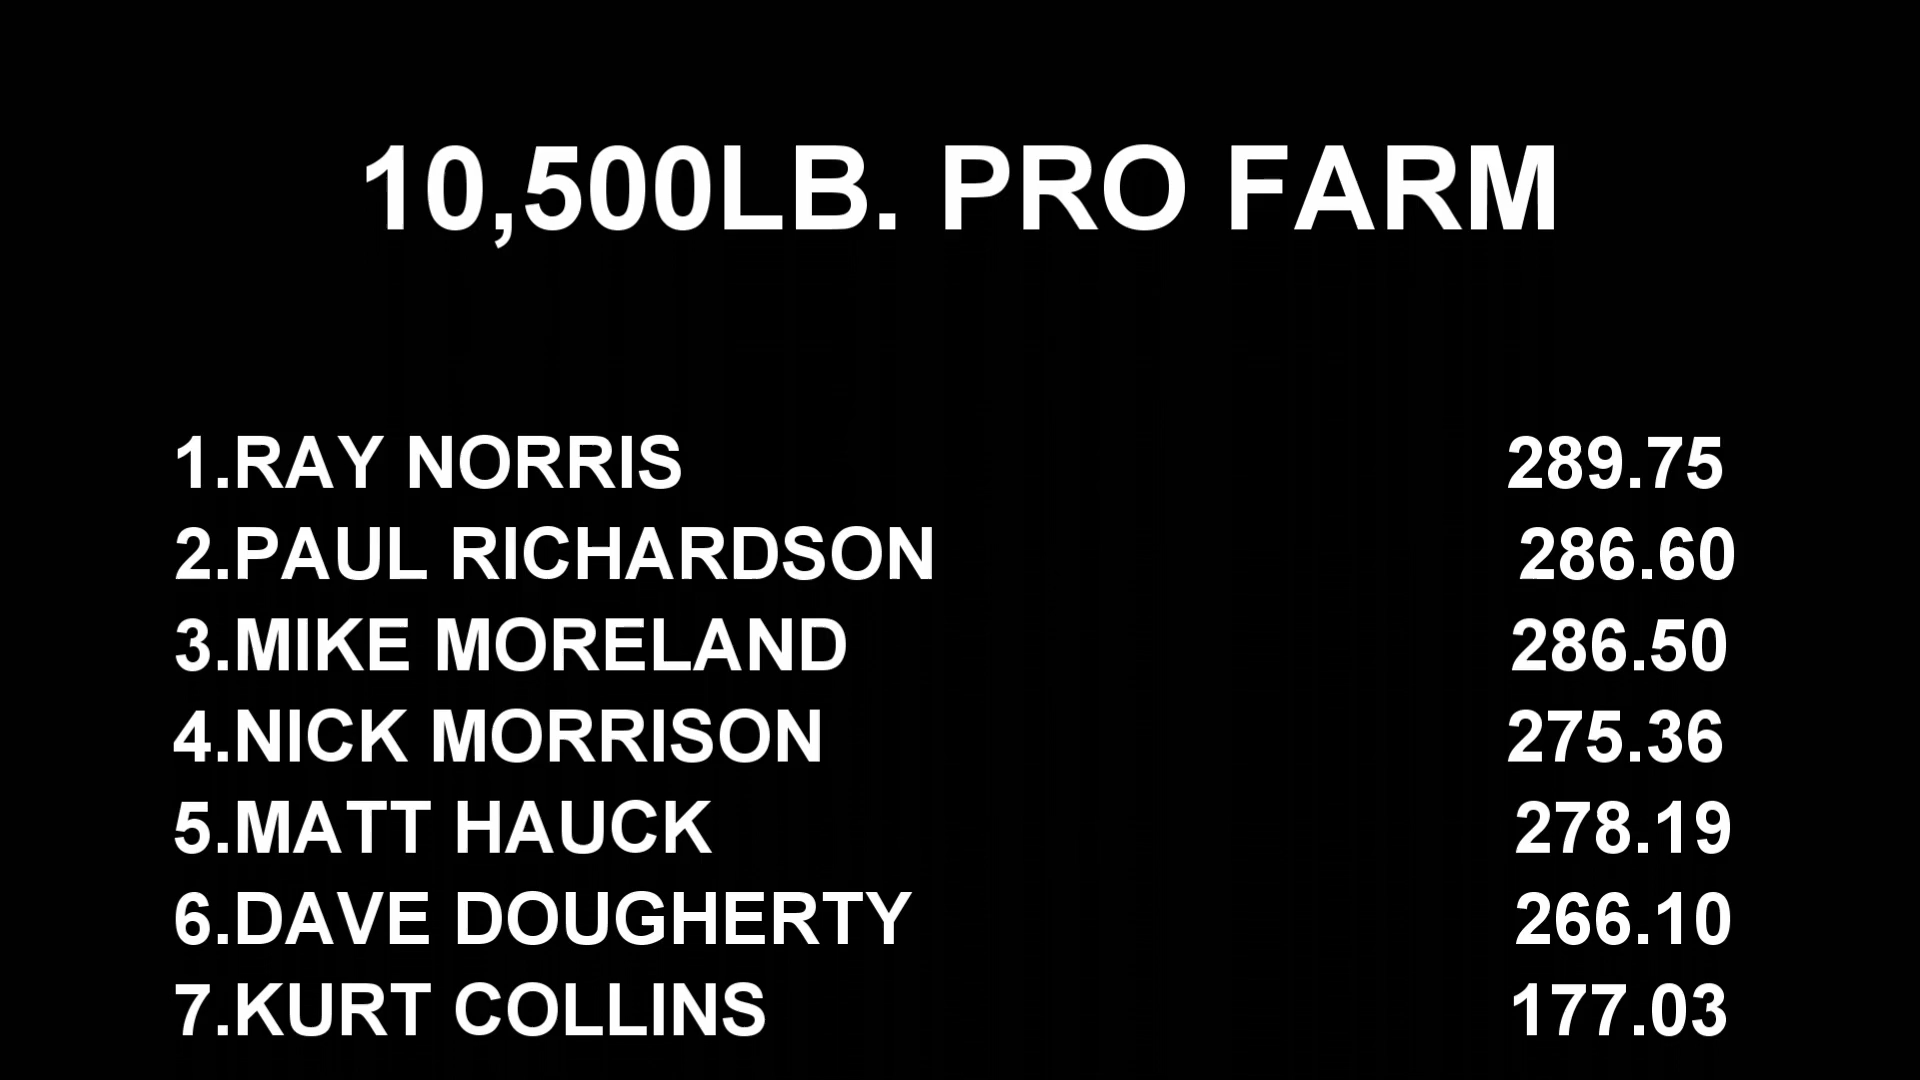 10,500LB. PRO FARM
1.RAY NORRIS 289.75
2.PAUL RICHARDSON 286.60
3.MIKE MORELAND 286.50
4.NICK MORRISON 275.36
5.MATT HAUCK 278.19
6.DAVE DOUGHERTY 266.10
7.KURT COLLINS 177.03